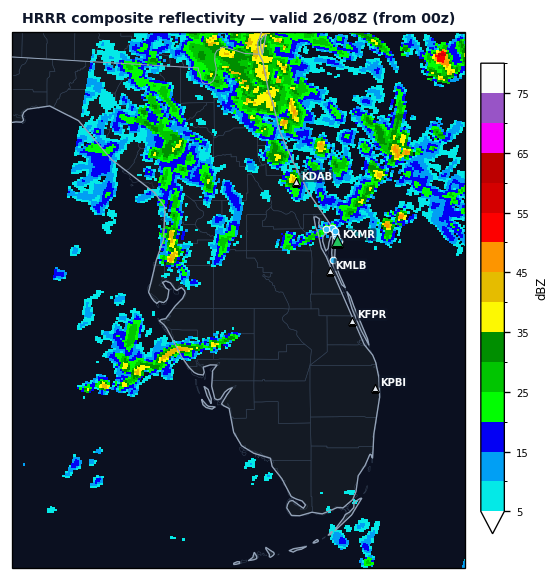 HRRR composite reflectivity — valid 26/08Z (from 00z)
KDAB
KXMR
KMLB
KFPR
KPBI
75
65
55
45
35
25
15
5
dBZ